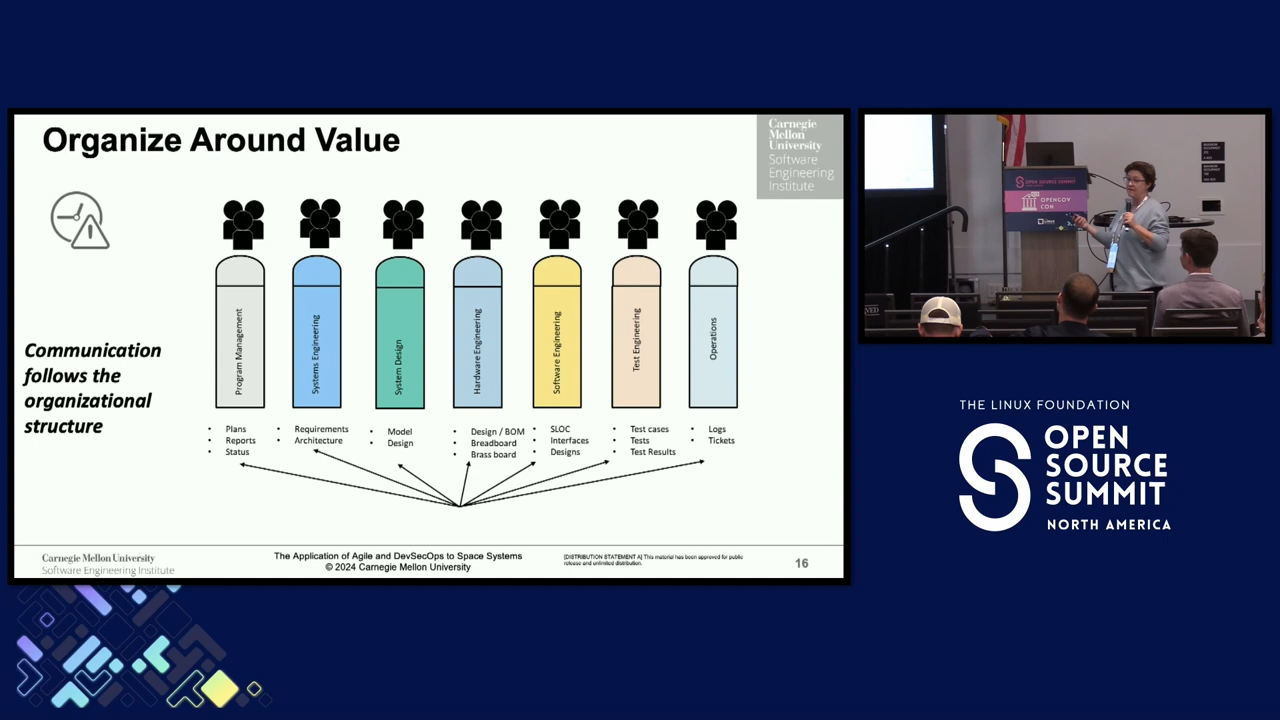 Organize Around Value
Carnegie
Mellon
University
Software
Engineering
Institute
Communication
follows the
organizational
structure
Program Management
Systems Engineering
System Design
Hardware Engineering
Software Engineering
Test Engineering
Operations
• Plans
• Reports
• Status
• Requirements
• Architecture
• Model
• Design
• Design / BOM
• Breadboard
• Brass board
• SLOC
• Interfaces
• Designs
• Test cases
• Tests
• Test Results
• Logs
• Tickets
Carnegie Mellon University
Software Engineering Institute
The Application of Agile and DevSecOps to Space Systems
© 2024 Carnegie Mellon University
[DISTRIBUTION STATEMENT A] This material has been approved for public
release and unlimited distribution.
16
OPEN SOURCE SUMMIT
OPENGOV
CON
THE LINUX FOUNDATION
OPEN
SOURCE
SUMMIT
NORTH AMERICA